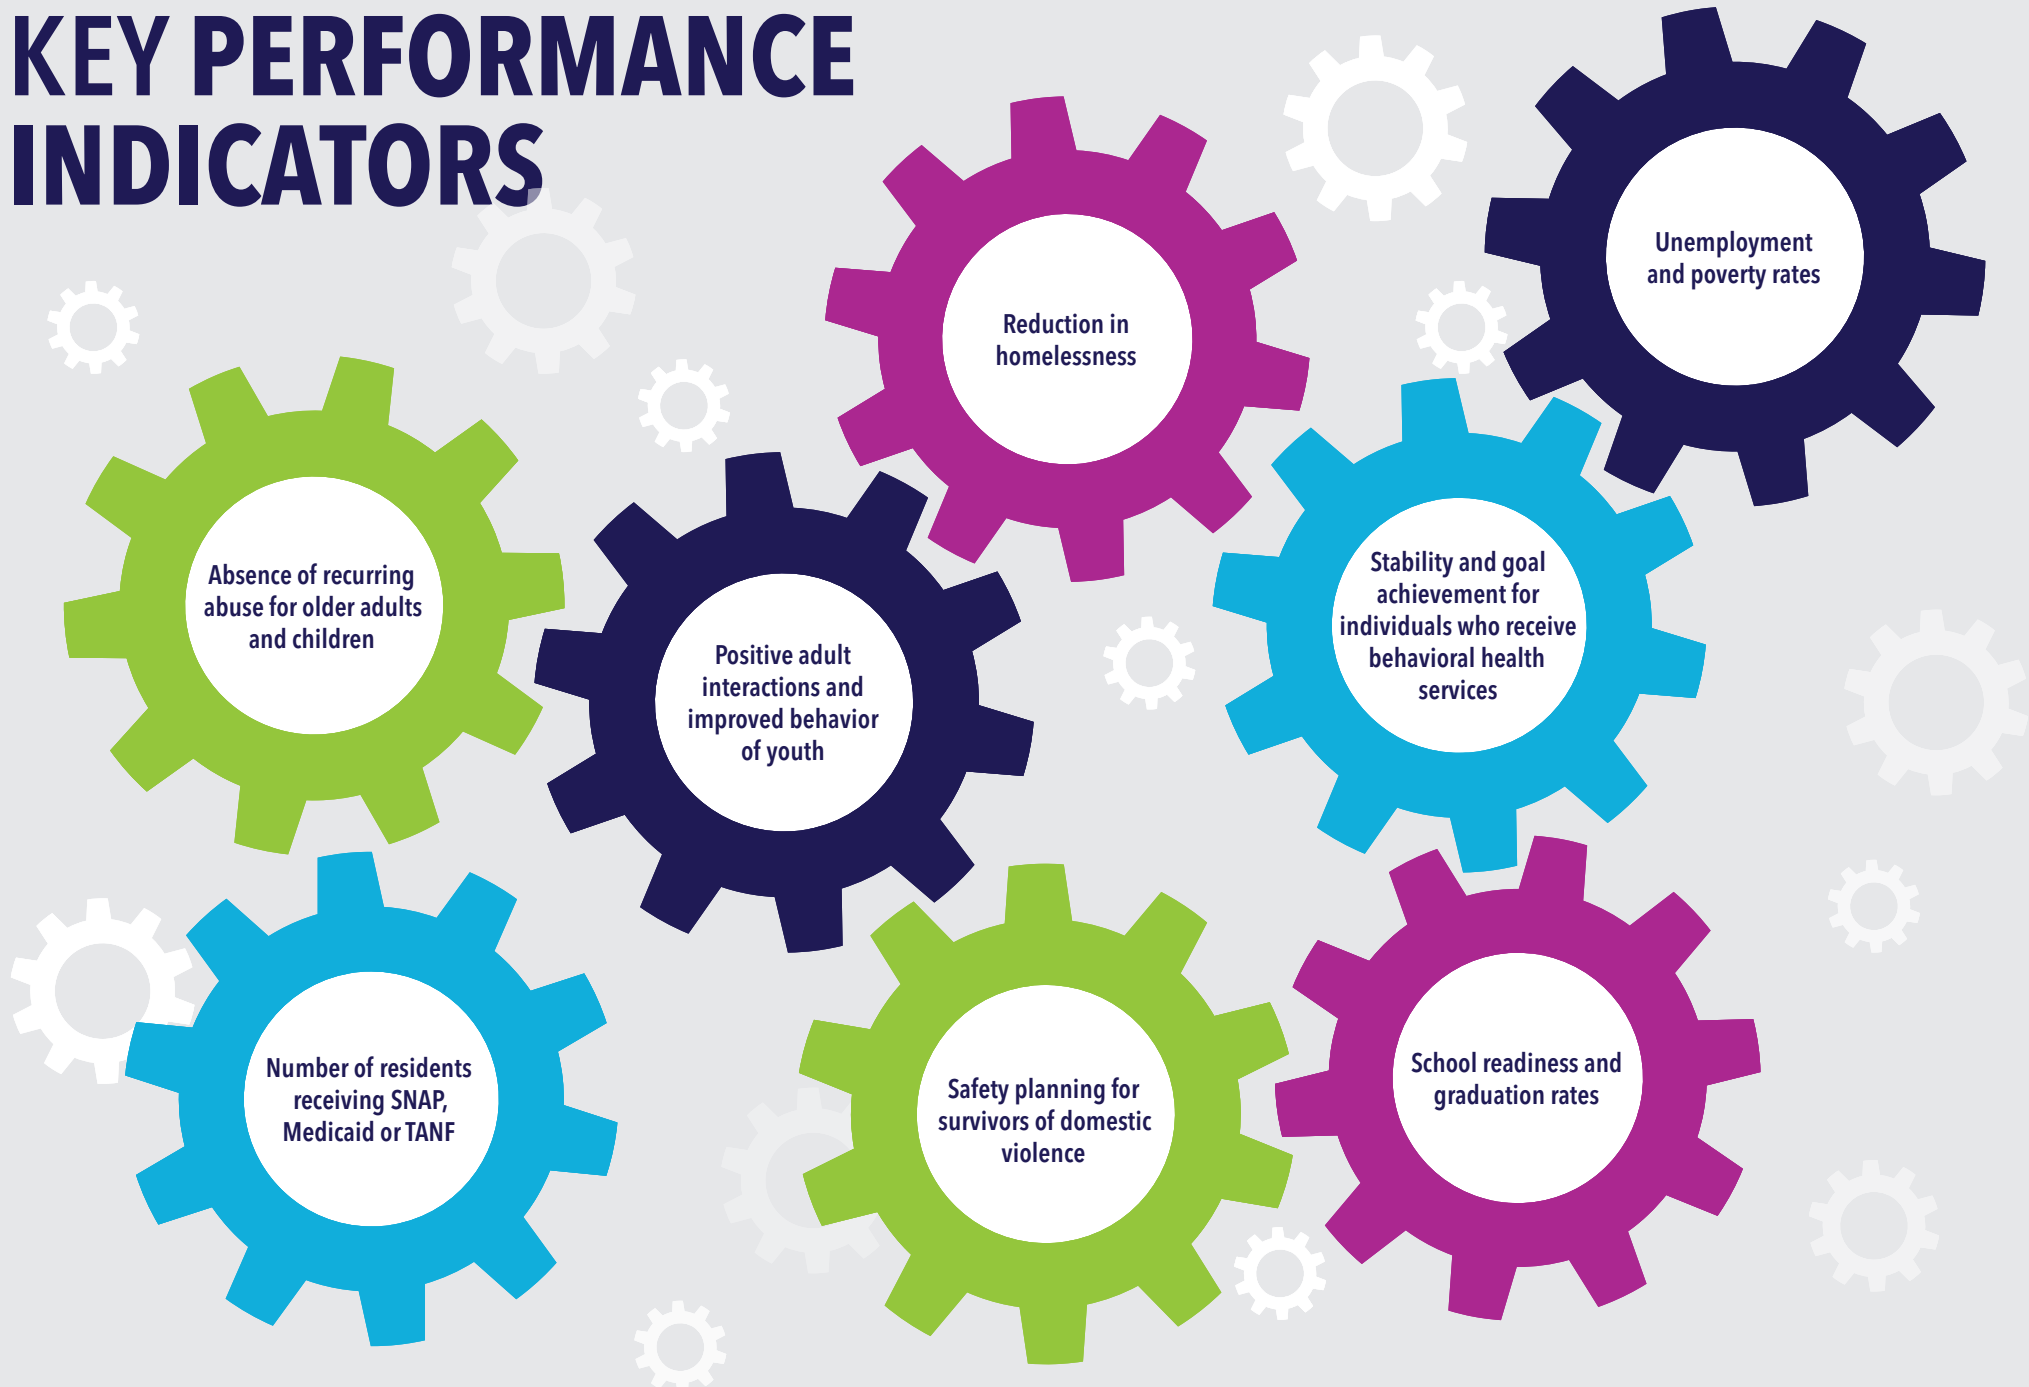 KEY PERFORMANCE
INDICATORS
Unemployment
and poverty rates
Reduction in
homelessness
Absence of recurring
abuse for older adults
and children
Positive adult
interactions and
improved behavior
of youth
Stability and goal
achievement for
individuals who receive
behavioral health
services
Number of residents
receiving SNAP,
Medicaid or TANF
Safety planning for
survivors of domestic
violence
School readiness and
graduation rates